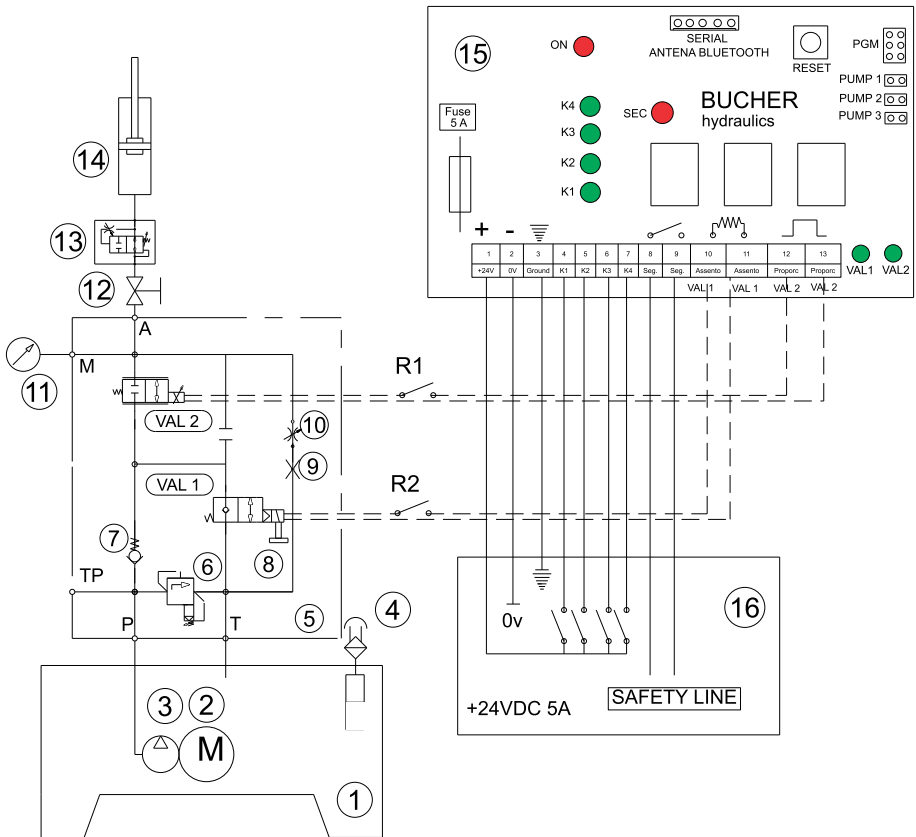 15
ON
SERIAL
ANTENA BLUETOOTH
RESET
PGM
PUMP 1
PUMP 2
PUMP 3
Fuse
5 A
K4
K3
K2
K1
SEC
BUCHER
hydraulics
+ -
1 2 3 4 5 6 7 8 9 10 11 12 13
+24V 0V Ground K1 K2 K3 K4 Seg. Seg. Assento Assento Proporc Proporc
VAL 1 VAL 1 VAL 2 VAL 2
VAL1 VAL2
14
13
12
A
M
11
R1
VAL 2
10
9
VAL 1
R2
7
6
8
TP
P
T
5
4
3
2
M
1
0v
16
+24VDC 5A
SAFETY LINE